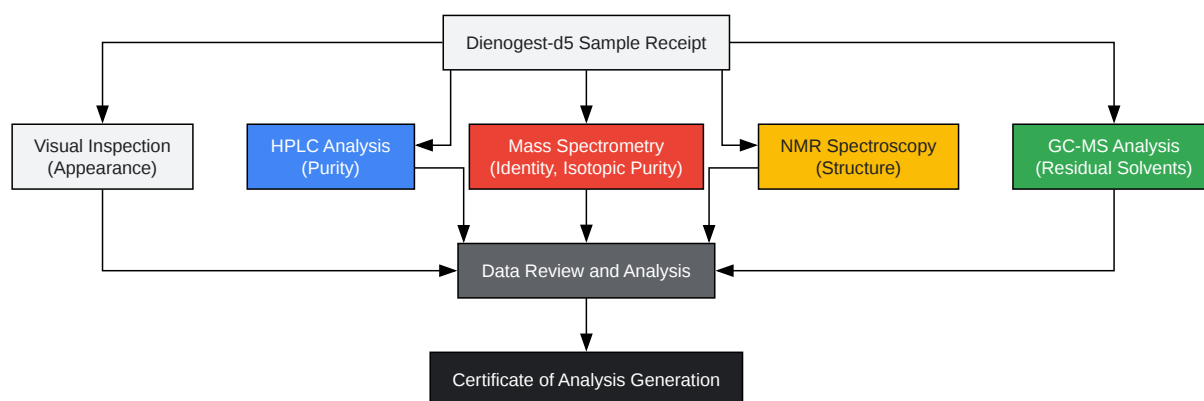 Dienogest-d5 Sample Receipt
Visual Inspection
(Appearance)
HPLC Analysis
(Purity)
Mass Spectrometry
(Identity, Isotopic Purity)
NMR Spectroscopy
(Structure)
GC-MS Analysis
(Residual Solvents)
Data Review and Analysis
Certificate of Analysis Generation